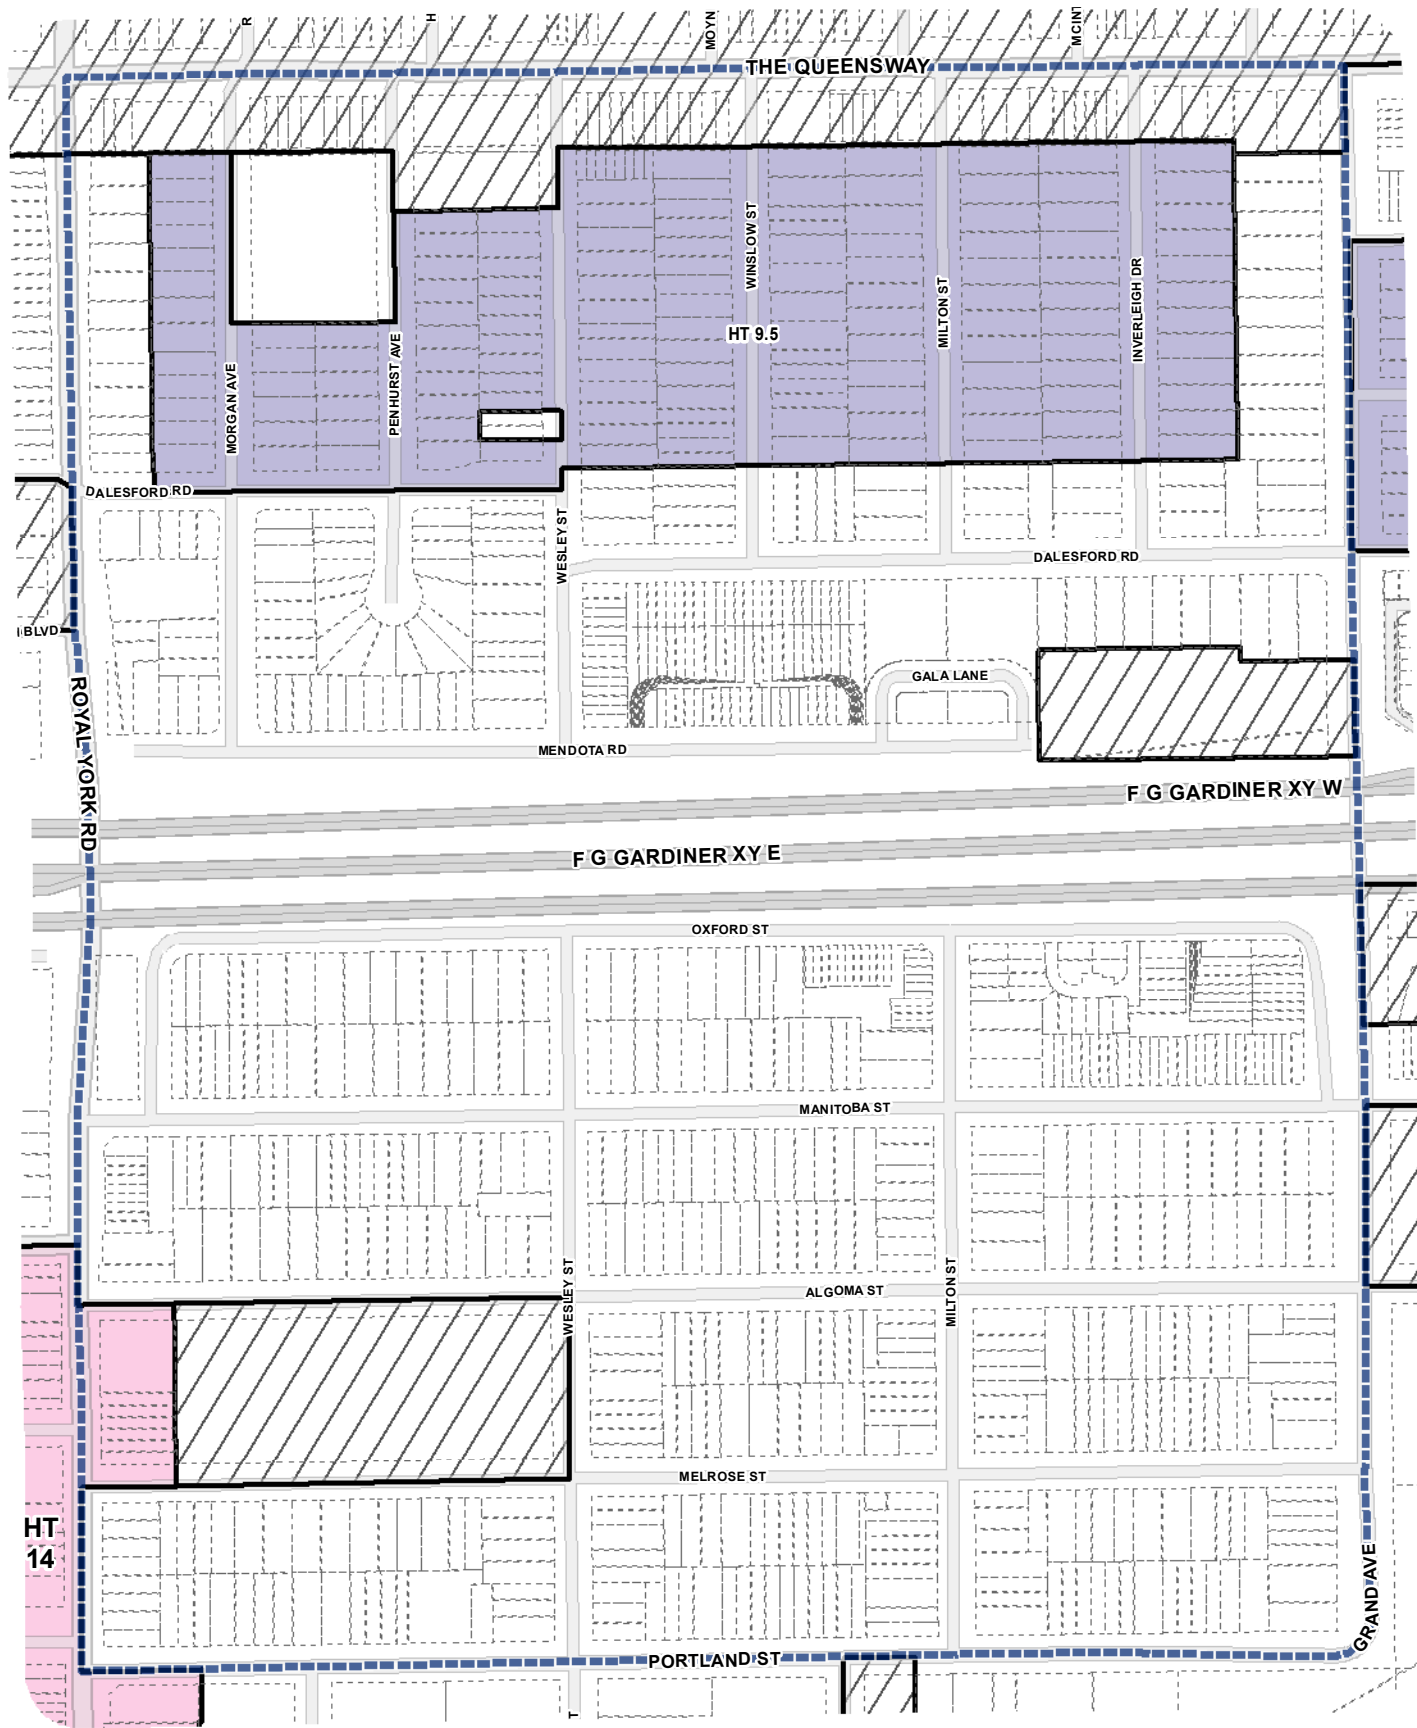 R
H
MOYN
MCINT
THE QUEENSWAY
WINSLOW ST
MILTON ST
INVERLEIGH DR
HT 9.5
MORGAN AVE
PENHURST AVE
DALESFORD RD
WESLEY ST
DALESFORD RD
BLVD
GALA LANE
ROYAL YORK RD
MENDOTA RD
F G GARDINER XY W
F G GARDINER XY E
OXFORD ST
MANITOBA ST
WESLEY ST
MILTON ST
ALGOMA ST
MELROSE ST
HT
14
GRAND AVE
PORTLAND ST
T